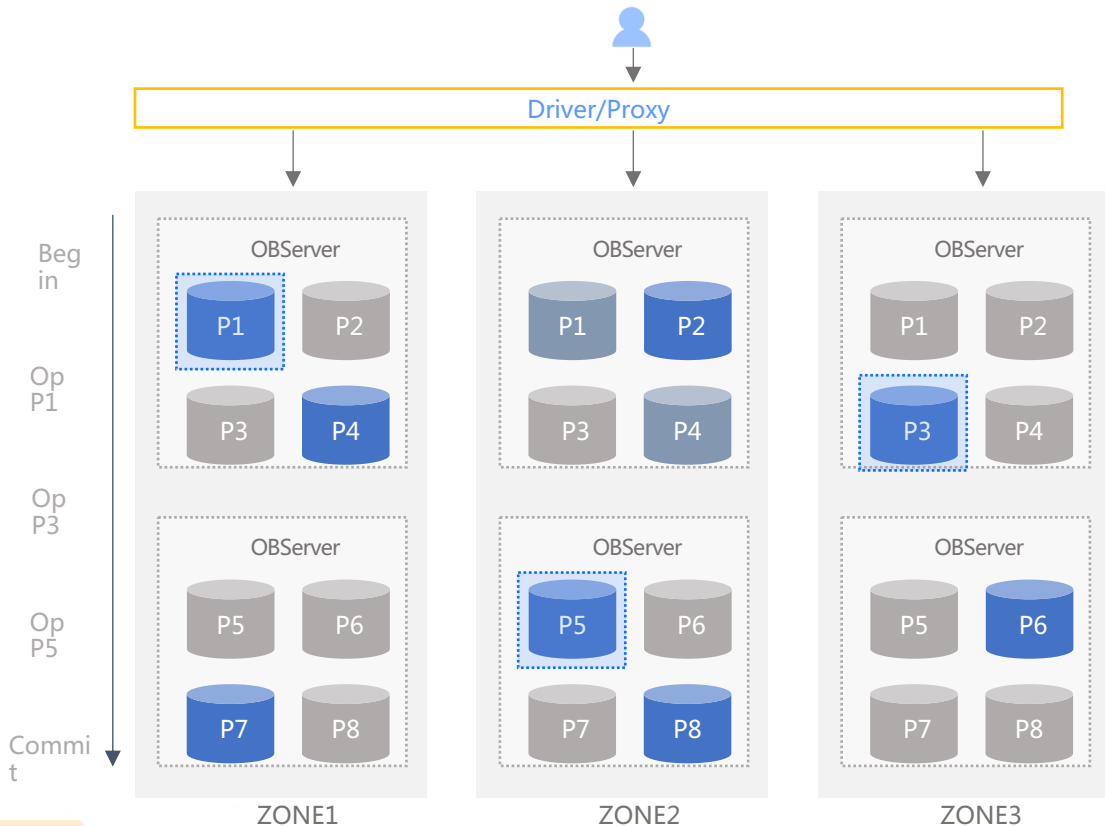 Driver/Proxy
Beg
in
Op
P1
Op
P3
Op
P5
Commi
t
OBServer
P1 P2
P3 P4
OBServer
P5 P6
P7 P8
ZONE1
OBServer
P1 P2
P3 P4
OBServer
P5 P6
P7 P8
ZONE2
OBServer
P1 P2
P3 P4
OBServer
P5 P6
P7 P8
ZONE3